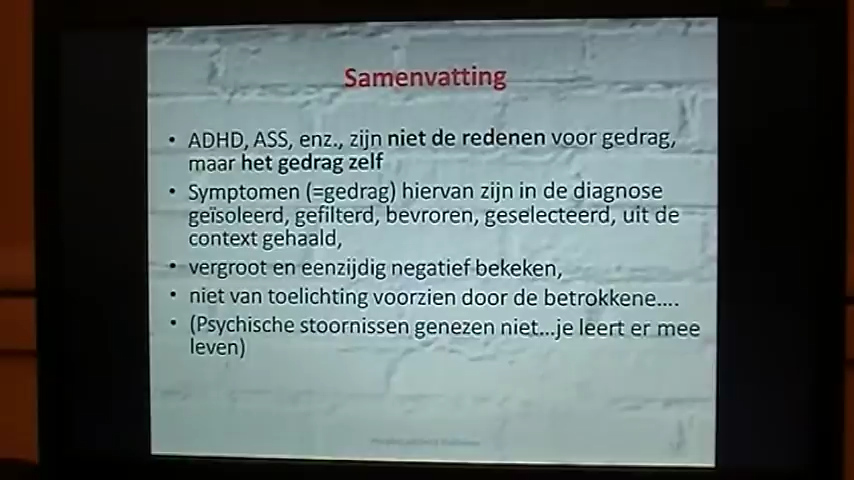 Samenvatting
• ADHD, ASS, enz., zijn niet de redenen voor gedrag,
maar het gedrag zelf
• Symptomen (=gedrag) hiervan zijn in de diagnose
geïsoleerd, gefilterd, bevroren, geselecteerd, uit de
context gehaald,
• vergroot en eenzijdig negatief bekeken,
• niet van toelichting voorzien door de betrokkene....
• (Psychische stoornissen genezen niet...je leert er mee
leven)